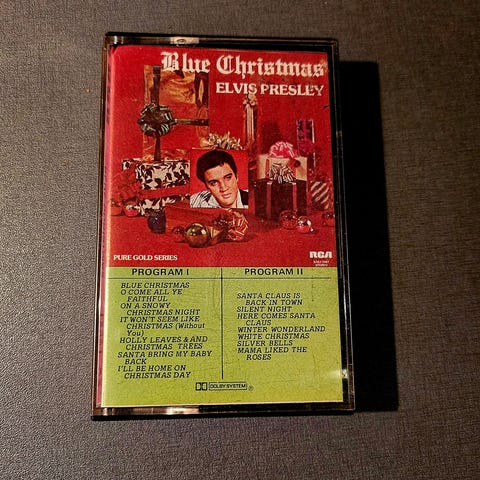 Blue Christmas
ELVIS PRESLEY
PURE GOLD SERIES
RCA
STEREO
PROGRAM I
BLUE CHRISTMAS
O COME ALL YE
FAITHFUL
ON A SNOWY
CHRISTMAS NIGHT
IT WON'T SEEM LIKE
CHRISTMAS (Without
You)
HOLLY LEAVES & AND
CHRISTMAS TREES
SANTA BRING MY BABY
BACK
I'LL BE HOME ON
CHRISTMAS DAY
PROGRAM II
SANTA CLAUS IS
BACK IN TOWN
SILENT NIGHT
HERE COMES SANTA
CLAUS
WINTER WONDERLAND
WHITE CHRISTMAS
SILVER BELLS
MAMA LIKED THE
ROSES
DOLBY SYSTEM ®